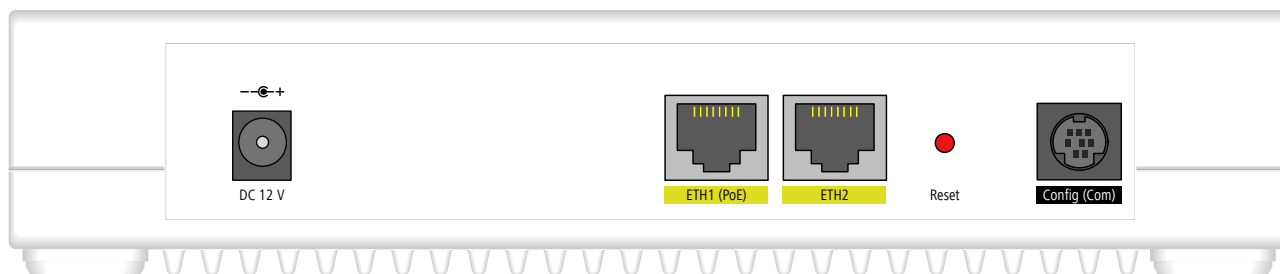 DC 12 V
ETH1 (PoE)
ETH2
Reset
Config (Com)